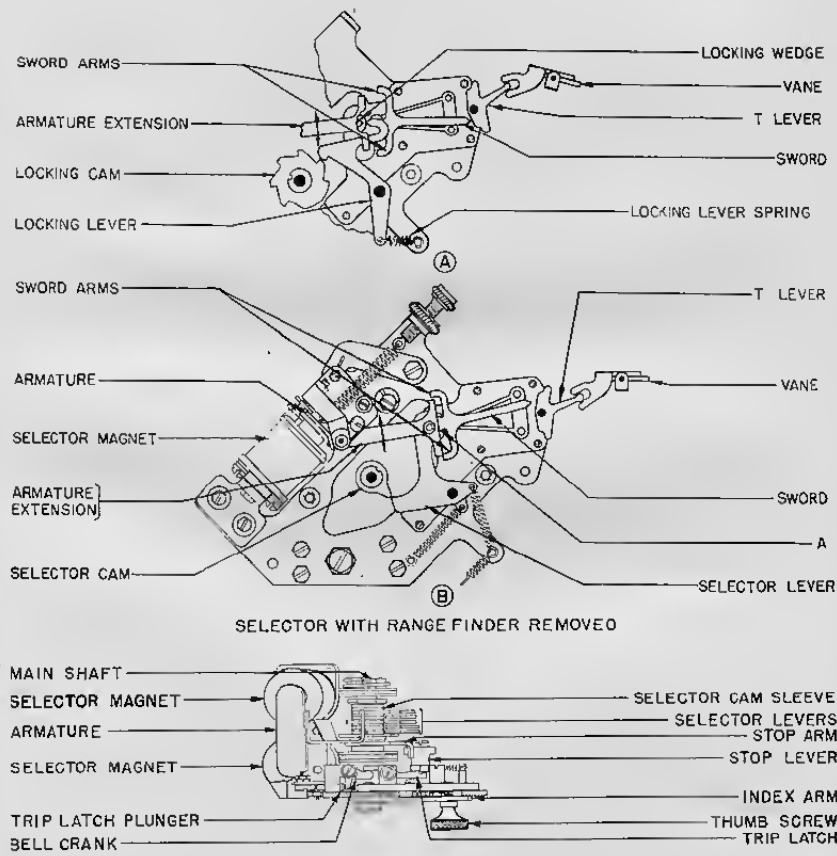 SWORD ARMS
LOCKING WEDGE
VANE
ARMATURE EXTENSION
T LEVER
SWORD
LOCKING CAM
LOCKING LEVER
LOCKING LEVER SPRING
A
SWORD ARMS
T LEVER
ARMATURE
VANE
SELECTOR MAGNET
ARMATURE
EXTENSION
SWORD
A
SELECTOR CAM
SELECTOR LEVER
B
SELECTOR WITH RANGE FINDER REMOVED
MAIN SHAFT
SELECTOR MAGNET
SELECTOR CAM SLEEVE
SELECTOR LEVERS
ARMATURE
STOP ARM
STOP LEVER
SELECTOR MAGNET
INDEX ARM
TRIP LATCH PLUNGER
THUMB SCREW
BELL CRANK
TRIP LATCH